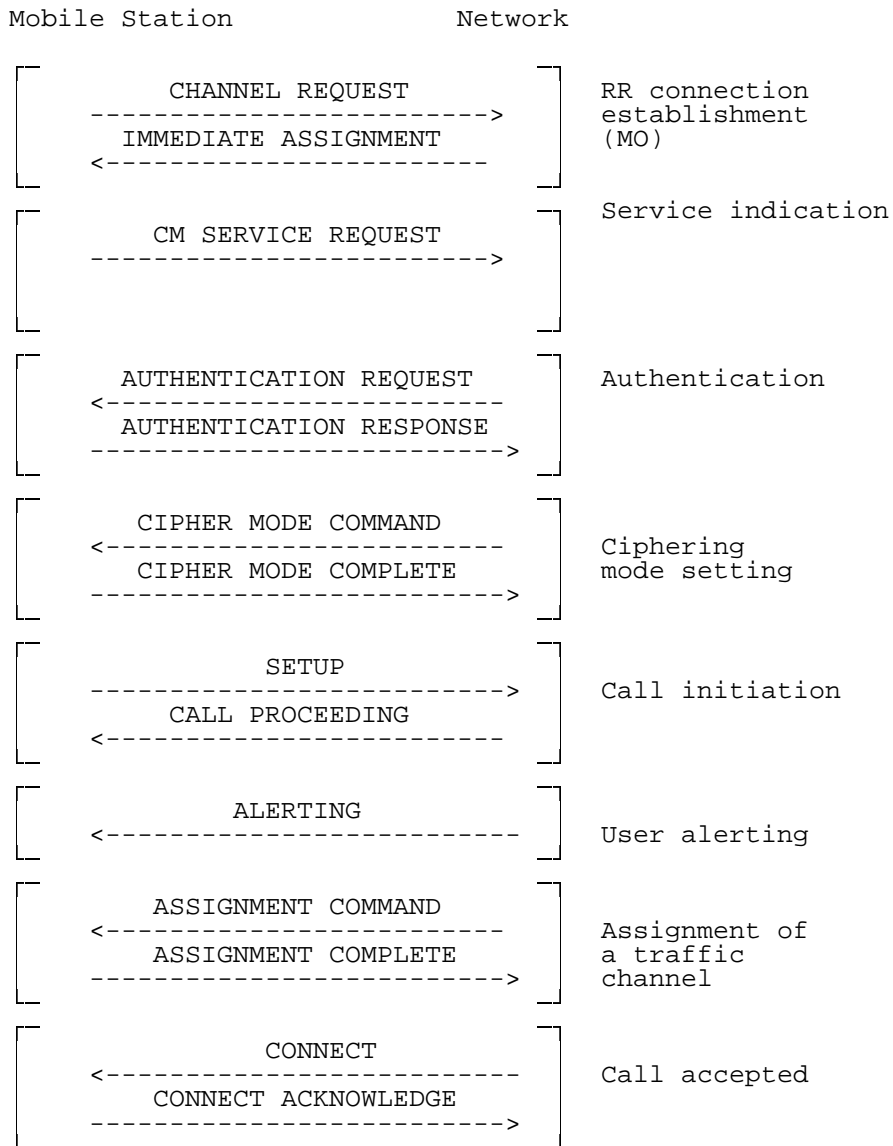 Mobile Station Network
CHANNEL REQUEST RR connection
-------------------------> establishment
IMMEDIATE ASSIGNMENT (MO)
<-------------------------
Service indication
CM SERVICE REQUEST
------------------------->
AUTHENTICATION REQUEST Authentication
<-------------------------
AUTHENTICATION RESPONSE
-------------------------->
CIPHER MODE COMMAND
<------------------------- Ciphering
CIPHER MODE COMPLETE mode setting
-------------------------->
SETUP
--------------------------> Call initiation
CALL PROCEEDING
<-------------------------
ALERTING
<-------------------------- User alerting
ASSIGNMENT COMMAND
<------------------------- Assignment of
ASSIGNMENT COMPLETE a traffic
--------------------------> channel
CONNECT
<-------------------------- Call accepted
CONNECT ACKNOWLEDGE
-------------------------->